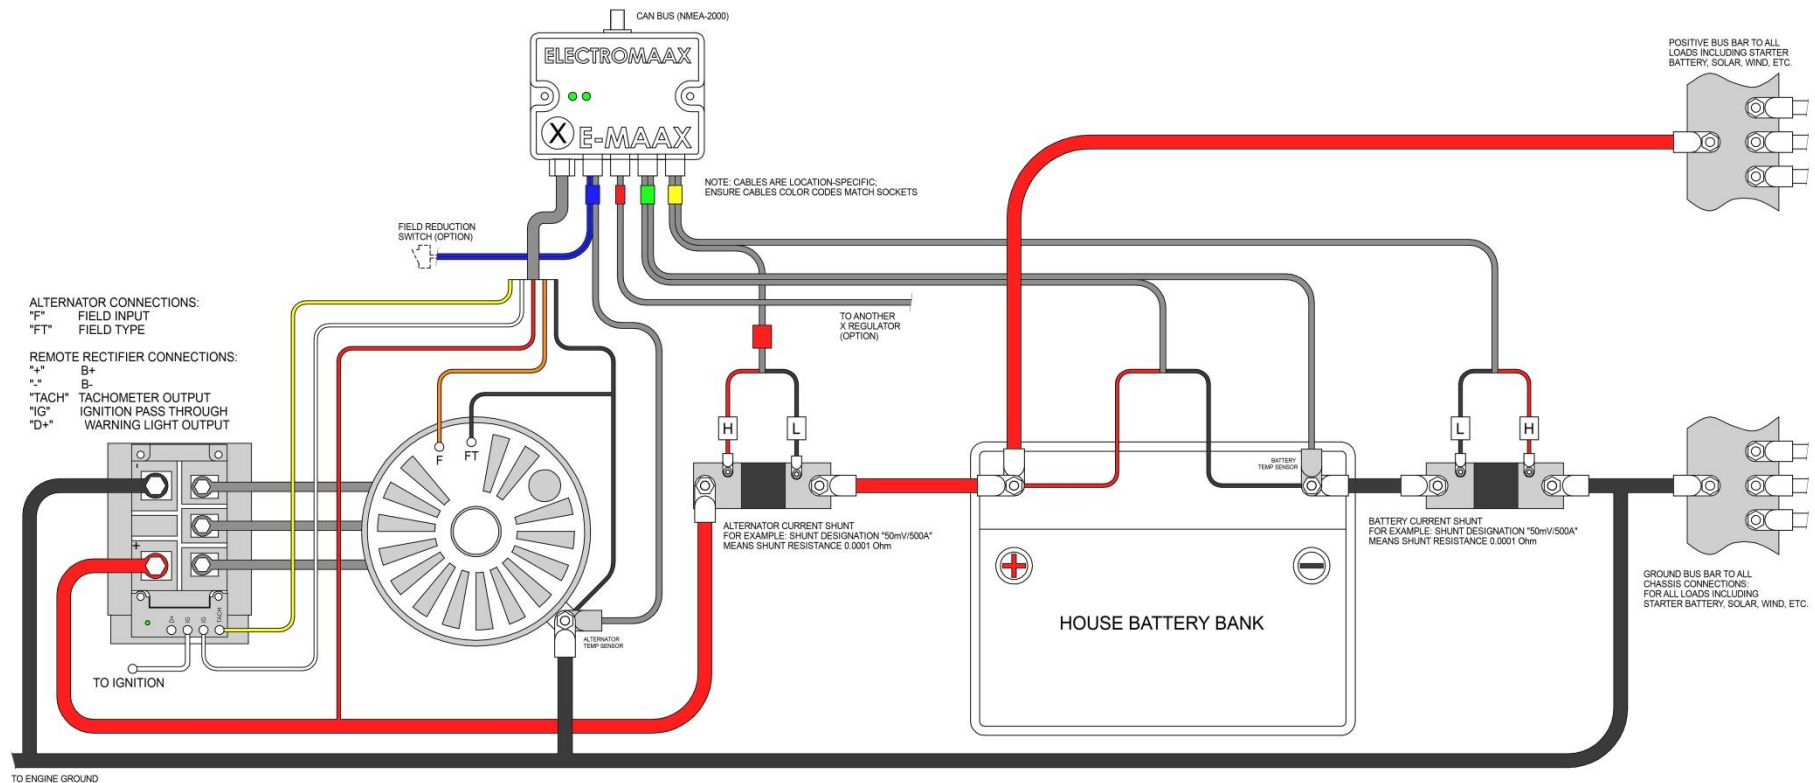 CAN BUS (NMEA-2000)
ELECTROMAAX
X E-MAAX
POSITIVE BUS BAR TO ALL
LOADS INCLUDING STARTER
BATTERY, SOLAR, WIND, ETC.
NOTE: CABLES ARE LOCATION-SPECIFIC;
ENSURE CABLES COLOR CODES MATCH SOCKETS
FIELD REDUCTION
SWITCH (OPTION)
ALTERNATOR CONNECTIONS:
"F" FIELD INPUT
"FT" FIELD TYPE
REMOTE RECTIFIER CONNECTIONS:
"+" B+
"-" B-
"TACH" TACHOMETER OUTPUT
"IG" IGNITION PASS THROUGH
"D+" WARNING LIGHT OUTPUT
TO ANOTHER
X REGULATOR
(OPTION)
F
FT
H
L
L
H
BATTERY
TEMP SENSOR
-
+
D+
IG
IG
TACH
ALTERNATOR CURRENT SHUNT
FOR EXAMPLE: SHUNT DESIGNATION "50mV/500A"
MEANS SHUNT RESISTANCE 0.0001 Ohm
BATTERY CURRENT SHUNT
FOR EXAMPLE: SHUNT DESIGNATION "50mV/500A"
MEANS SHUNT RESISTANCE 0.0001 Ohm
GROUND BUS BAR TO ALL
CHASSIS CONNECTIONS:
FOR ALL LOADS INCLUDING
STARTER BATTERY, SOLAR, WIND, ETC.
HOUSE BATTERY BANK
ALTERNATOR
TEMP SENSOR
TO IGNITION
TO ENGINE GROUND